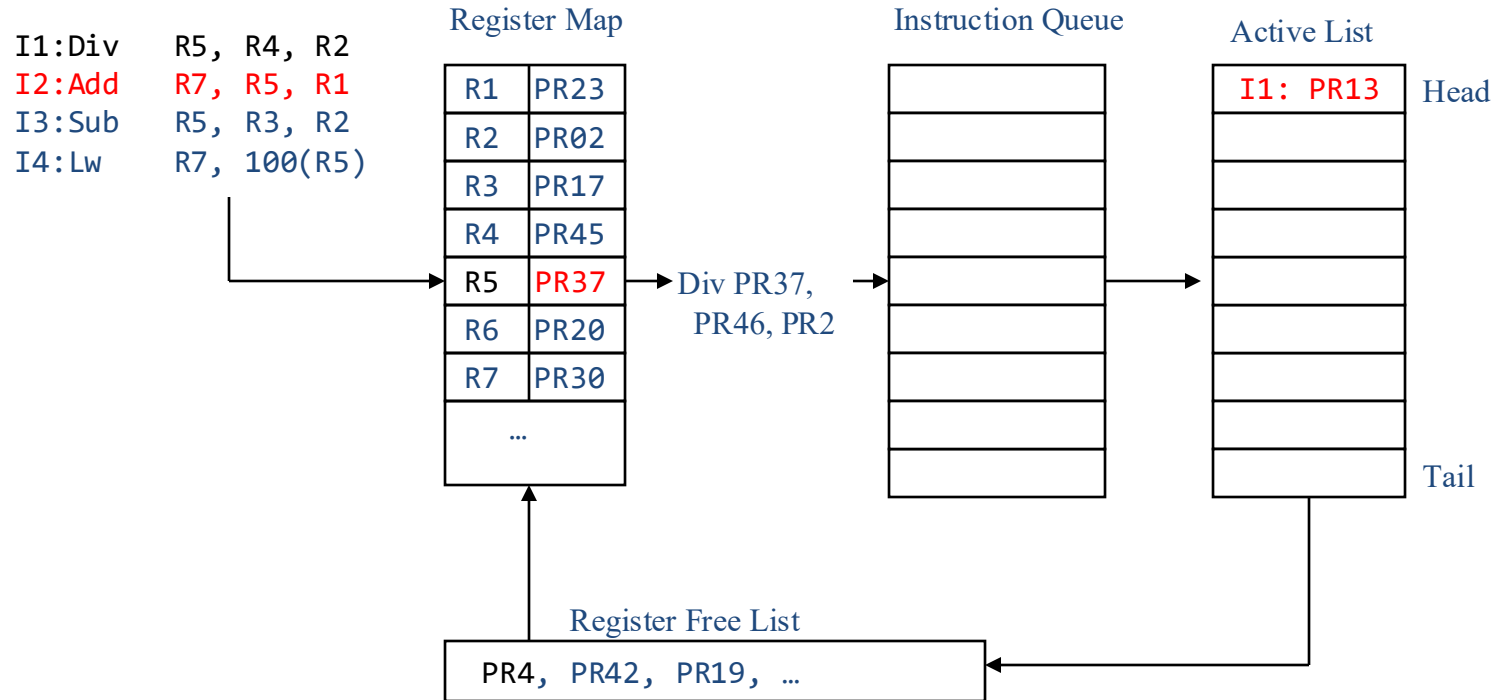 I1:Div R5, R4, R2
I2:Add R7, R5, R1
I3:Sub R5, R3, R2
I4:Lw R7, 100(R5)
Register Map
R1 PR23
R2 PR02
R3 PR17
R4 PR45
R5 PR37
R6 PR20
R7 PR30
…
Div PR37,
PR46, PR2
Instruction Queue
Active List
I1: PR13
Head
Tail
Register Free List
PR4, PR42, PR19, …